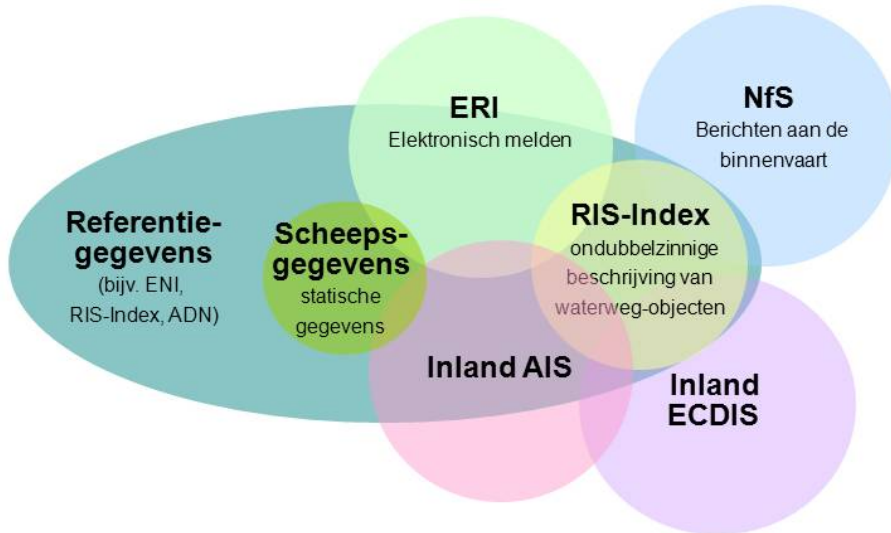 Referentie-
gegevens
(bijv. ENI,
RIS-Index, ADN)
Scheeps-
gegevens
statische
gegevens
ERI
Elektronisch melden
NfS
Berichten aan de
binnenvaart
RIS-Index
ondubbelzinnige
beschrijving van
waterweg-objecten
Inland AIS
Inland
ECDIS